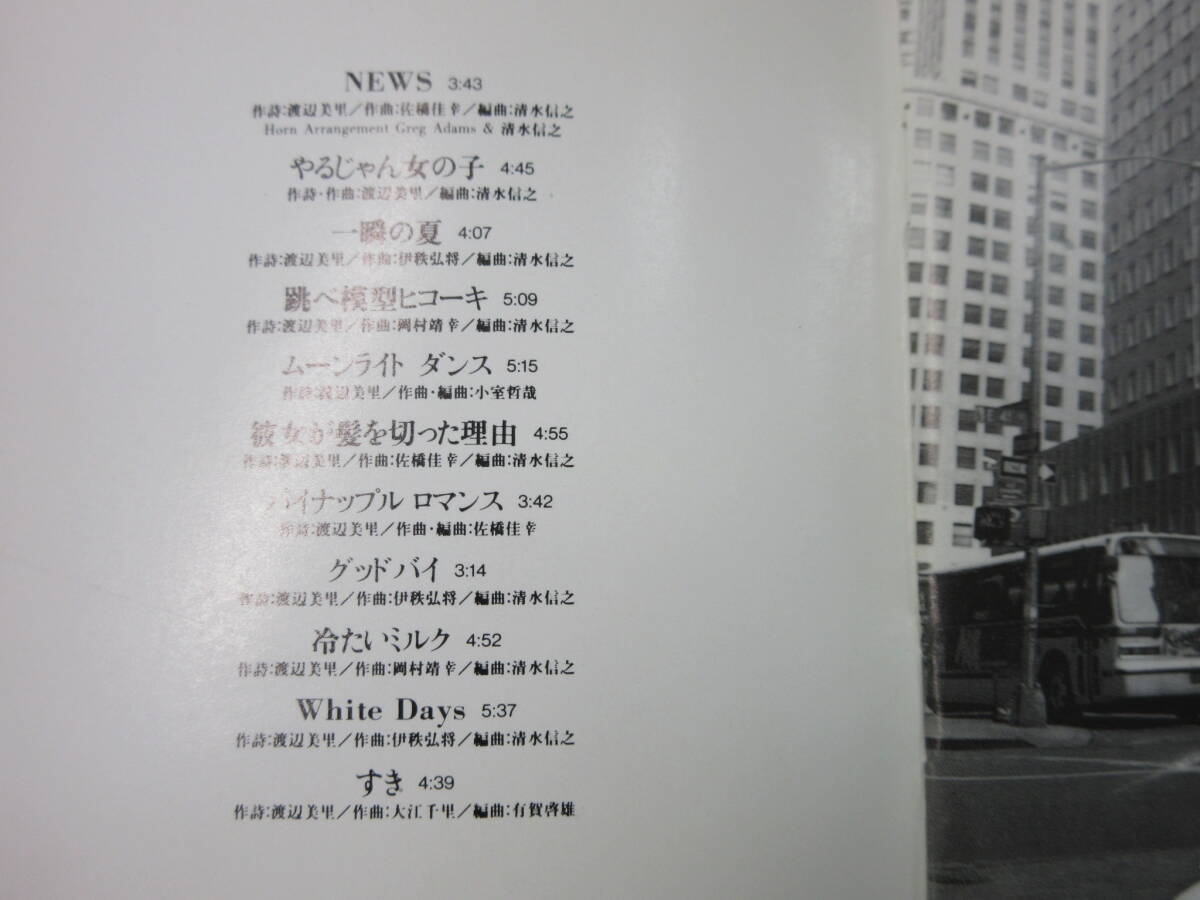 NEWS 3:43
作詩:渡辺美里/作曲:佐橋佳幸/編曲:清水信之
Horn Arrangement Greg Adams & 清水信之
やるじゃん女の子 4:45
作詩・作曲:渡辺美里/編曲:清水信之
一瞬の夏 4:07
作詩:渡辺美里/作曲:伊秩弘将/編曲:清水信之
跳べ模型ヒコーキ 5:09
作詩:渡辺美里/作曲:岡村靖幸/編曲:清水信之
ムーンライト ダンス 5:15
作詩:渡辺美里/作曲・編曲:小室哲哉
彼女が髪を切った理由 4:55
作詩:渡辺美里/作曲:佐橋佳幸/編曲:清水信之
パイナップル ロマンス 3:42
作詩:渡辺美里/作曲・編曲:佐橋佳幸
グッドバイ 3:14
作詩:渡辺美里/作曲:伊秩弘将/編曲:清水信之
冷たいミルク 4:52
作詩:渡辺美里/作曲:岡村靖幸/編曲:清水信之
White Days 5:37
作詩:渡辺美里/作曲:伊秩弘将/編曲:清水信之
すき 4:39
作詩:渡辺美里/作曲:大江千里/編曲:有賀啓雄